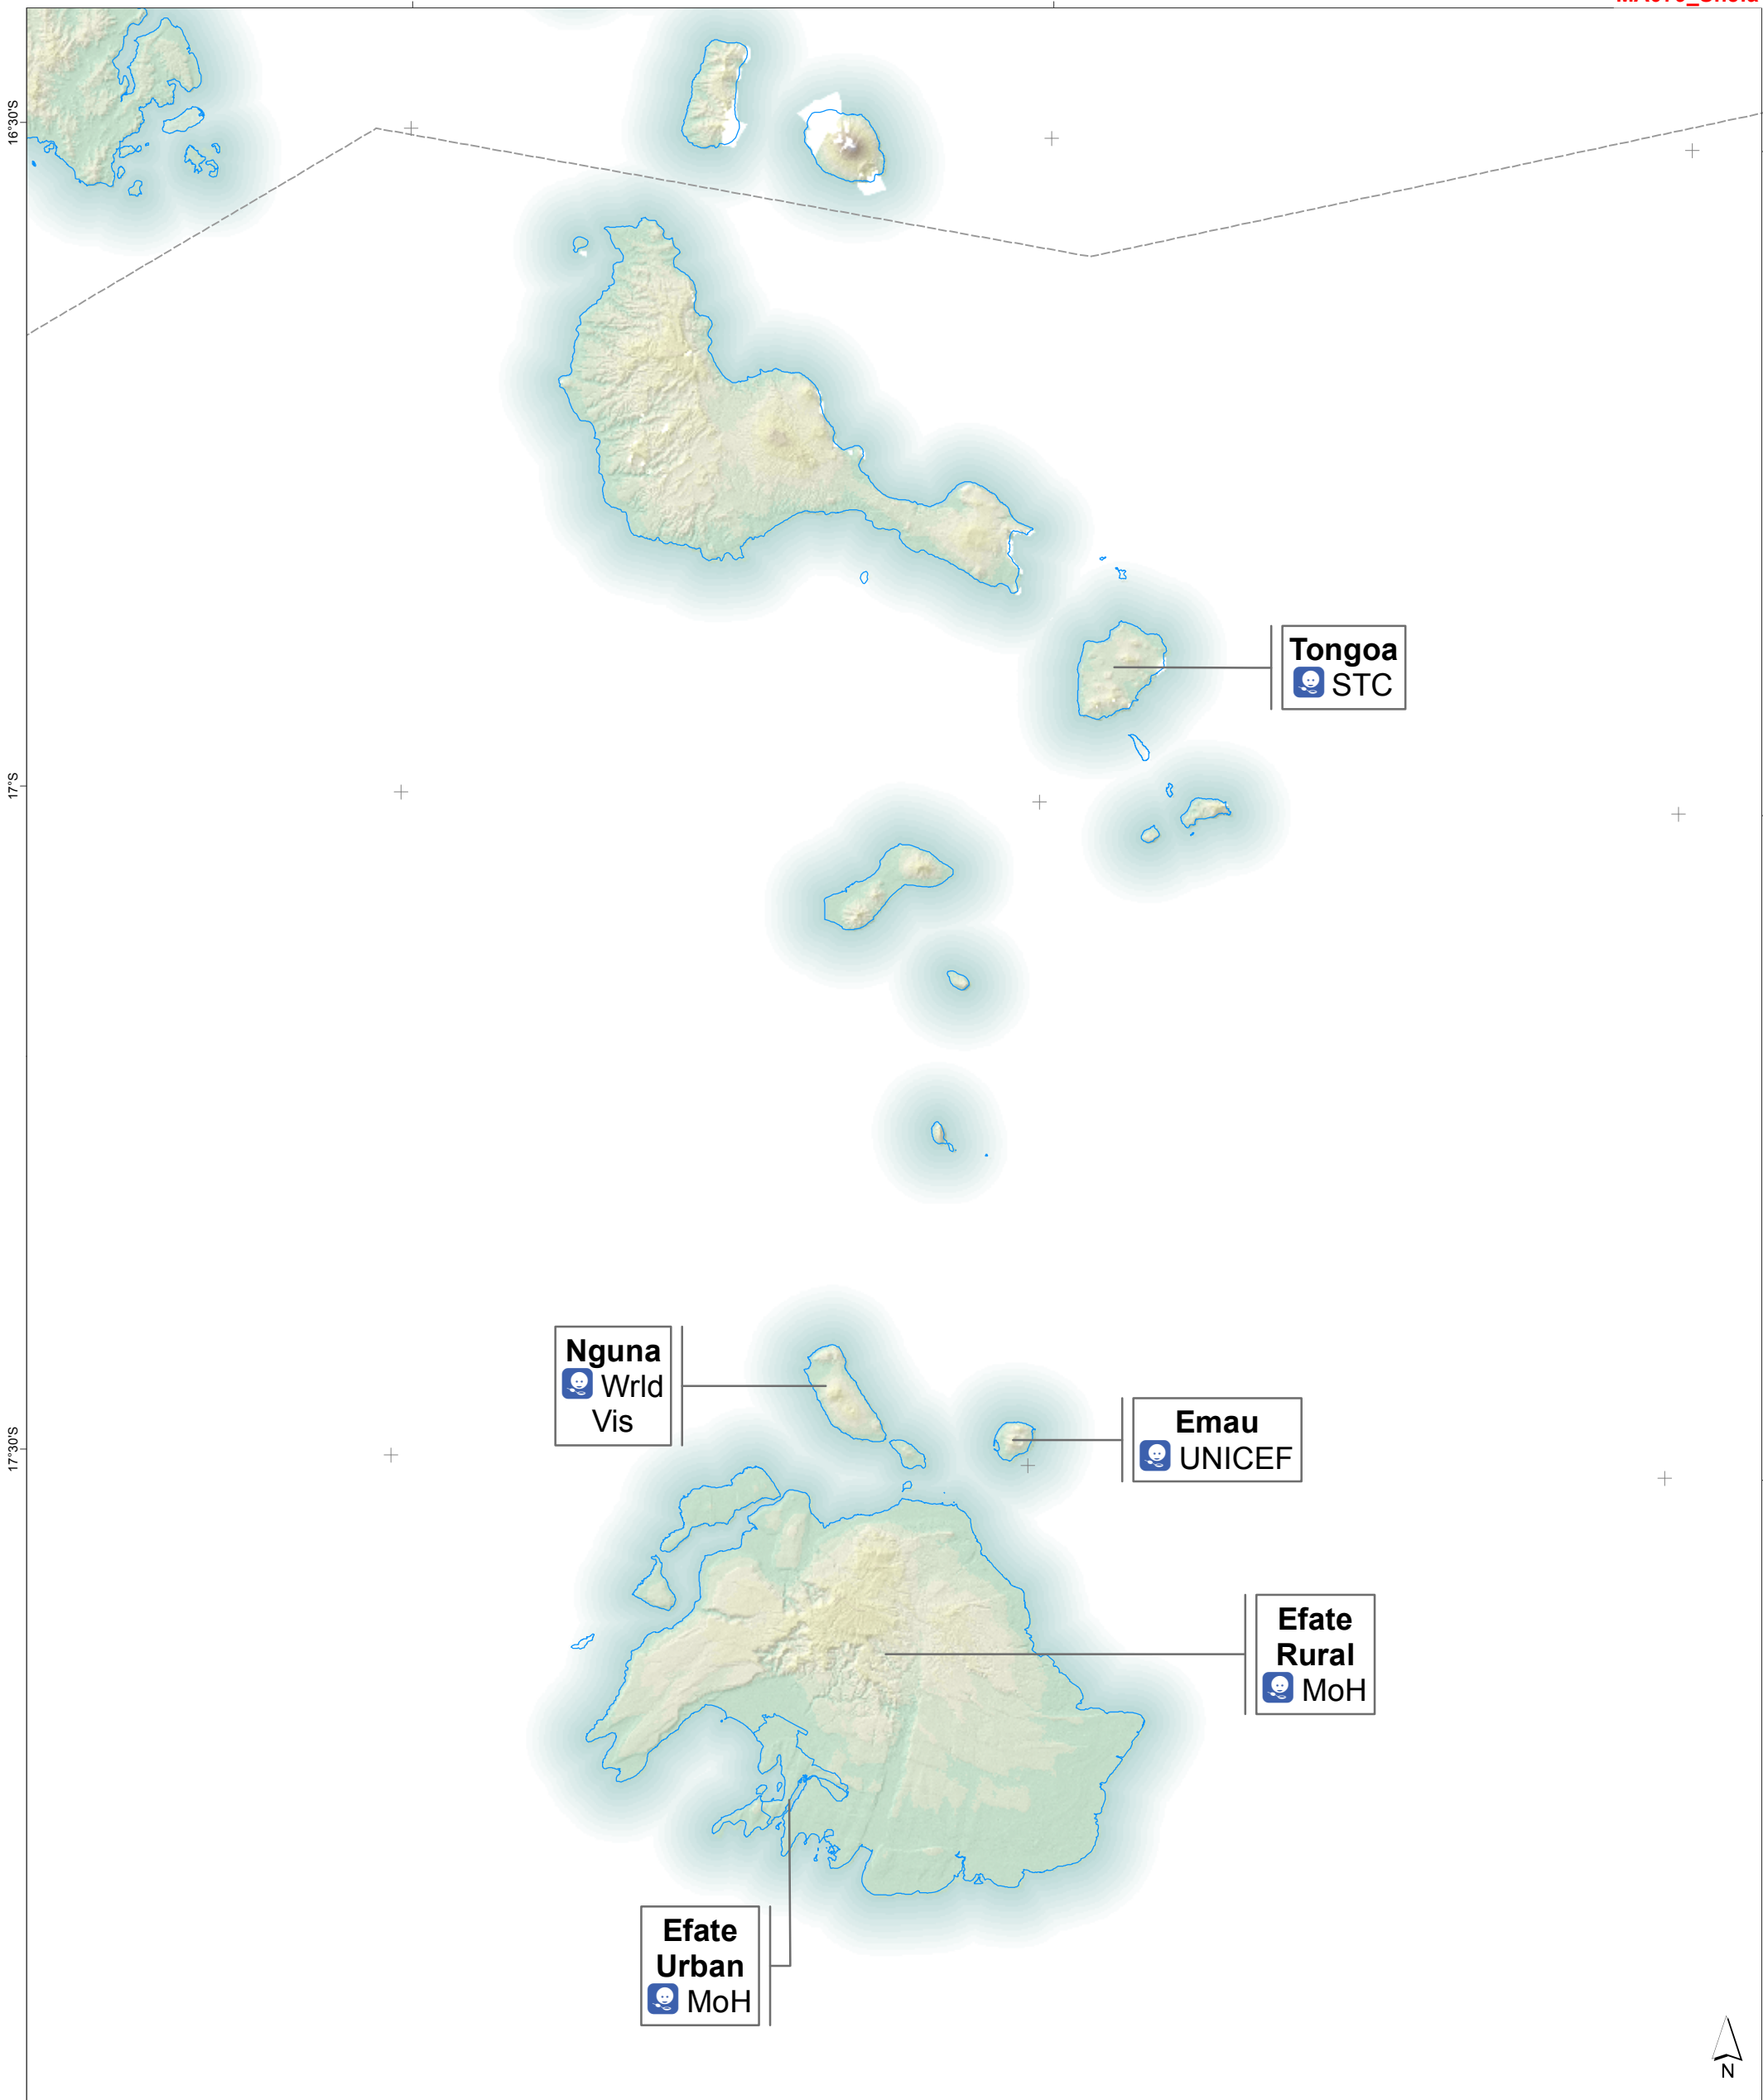 16°30'S
Tongoa
STC
17°S
Nguna
Wrld
Vis
Emau
UNICEF
17°30'S
Efate
Rural
MoH
Efate
Urban
MoH
N